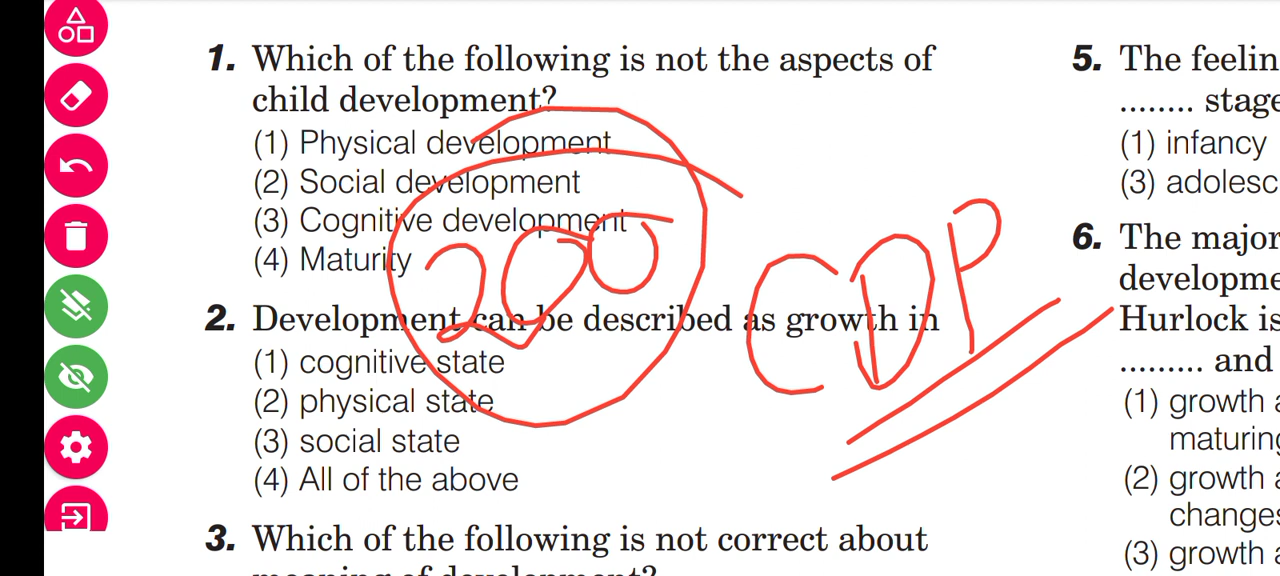 1. Which of the following is not the aspects of
child development?
(1) Physical development
(2) Social development
(3) Cognitive development
(4) Maturity
2. Development can be described as growth in
(1) cognitive state
(2) physical state
(3) social state
(4) All of the above
3. Which of the following is not correct about
meaning of development?
200
CDP
5. The feelin
........ stage
(1) infancy
(3) adolesc
6. The major
developme
Hurlock is
......... and
(1) growth a
maturing
(2) growth a
changes
(3) growth a